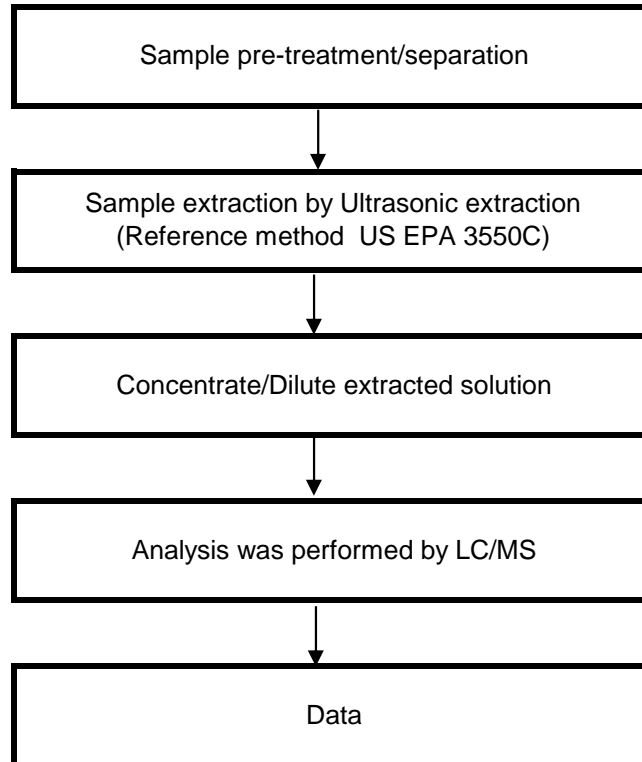 Sample pre-treatment/separation
Sample extraction by Ultrasonic extraction
(Reference method  US EPA 3550C)
Concentrate/Dilute extracted solution
Analysis was performed by LC/MS
Data